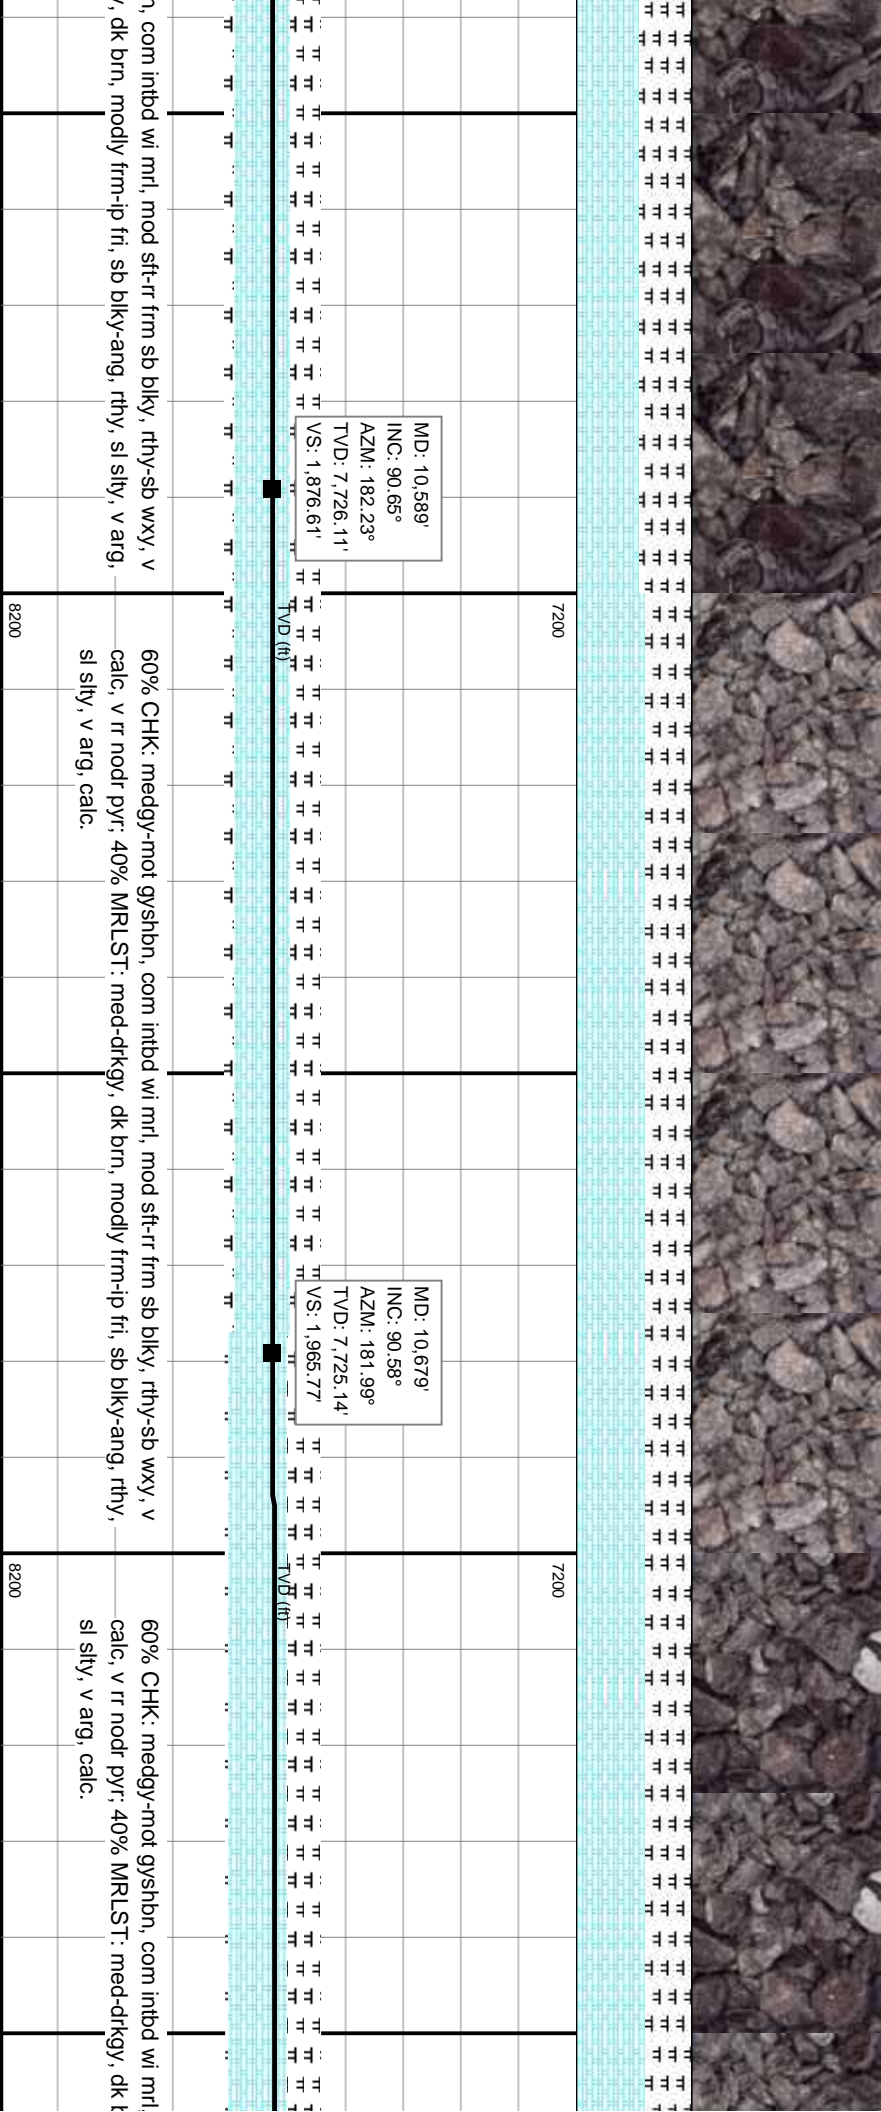 n, com intbd wi mrl, mod sft-rr frm sb blky, rthy-sb wxy, v
, dk brn, modly frm-ip fri, sb blky-ang, rthy, sl slty, v arg,
MD: 10,589'
INC: 90.65°
AZM: 182.23°
TVD: 7,726.11'
VS: 1,876.61'
7200
TVD (ft)
8200
60% CHK: medgy-mot gyshbn, com intbd wi mrl, mod sft-rr frm sb blky, rthy-sb wxy, v
calc, v rr nodr pyr; 40% MRLST: med-drkgy, dk brn, modly frm-ip fri, sb blky-ang, rthy,
sl slty, v arg, calc.
MD: 10,679'
INC: 90.58°
AZM: 181.99°
TVD: 7,725.14'
VS: 1,965.77'
7200
TVD (ft)
8200
60% CHK: medgy-mot gyshbn, com intbd wi mrl,
calc, v rr nodr pyr; 40% MRLST: med-drkgy, dk b
sl slty, v arg, calc.